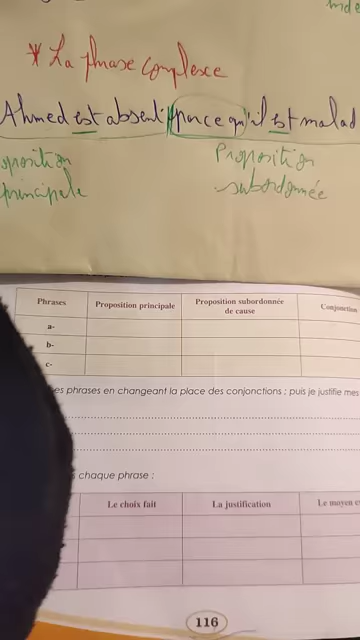 * La phrase complexe
Ahmed est absent parce qu'il est malad
oposition
principale
Proposition
subordonnée
Phrases
Proposition principale
Proposition subordonnée
de cause
Conjonction
a-
b-
c-
es phrases en changeant la place des conjonctions ; puis je justifie mes
chaque phrase :
Le choix fait
La justification
Le moyen e
116